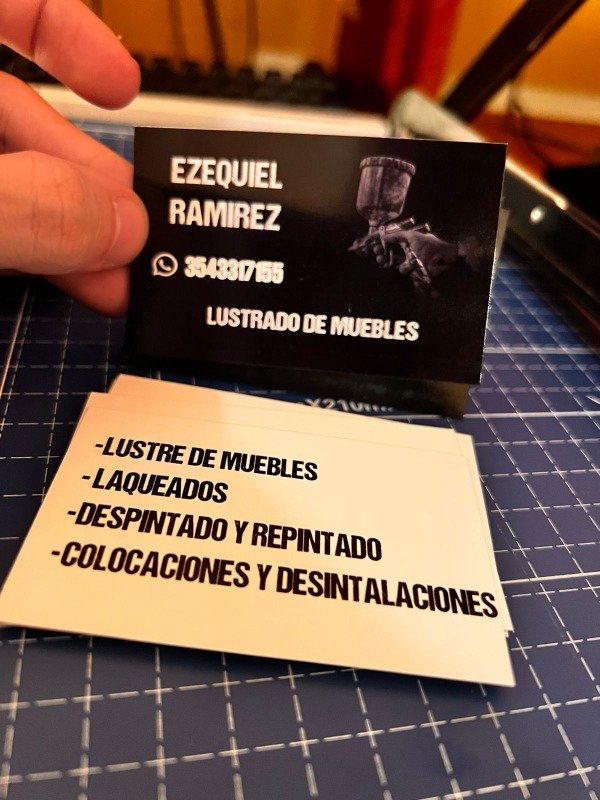 EZEQUIEL
RAMIREZ
3543317155
LUSTRADO DE MUEBLES
-LUSTRE DE MUEBLES
-LAQUEADOS
-DESPINTADO Y REPINTADO
-COLOCACIONES Y DESINTALACIONES